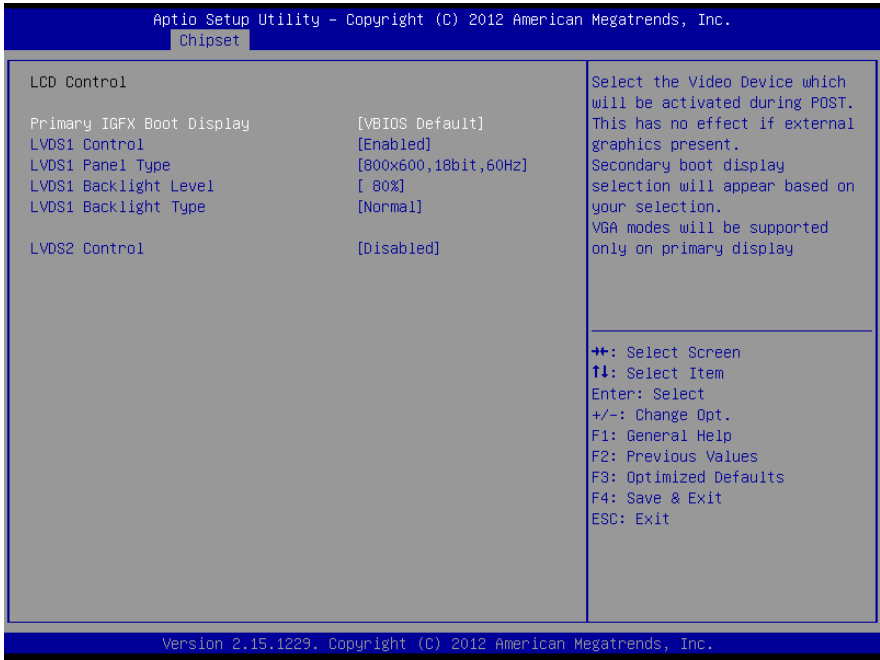 Aptio Setup Utility – Copyright (C) 2012 American Megatrends, Inc.
Chipset
LCD Control
Primary IGFX Boot Display [VBIOS Default]
LVDS1 Control [Enabled]
LVDS1 Panel Type [800x600,18bit,60Hz]
LVDS1 Backlight Level [ 80%]
LVDS1 Backlight Type [Normal]
LVDS2 Control [Disabled]
Select the Video Device which
will be activated during POST.
This has no effect if external
graphics present.
Secondary boot display
selection will appear based on
your selection.
VGA modes will be supported
only on primary display
→←: Select Screen
↑↓: Select Item
Enter: Select
+/-: Change Opt.
F1: General Help
F2: Previous Values
F3: Optimized Defaults
F4: Save & Exit
ESC: Exit
Version 2.15.1229. Copyright (C) 2012 American Megatrends, Inc.